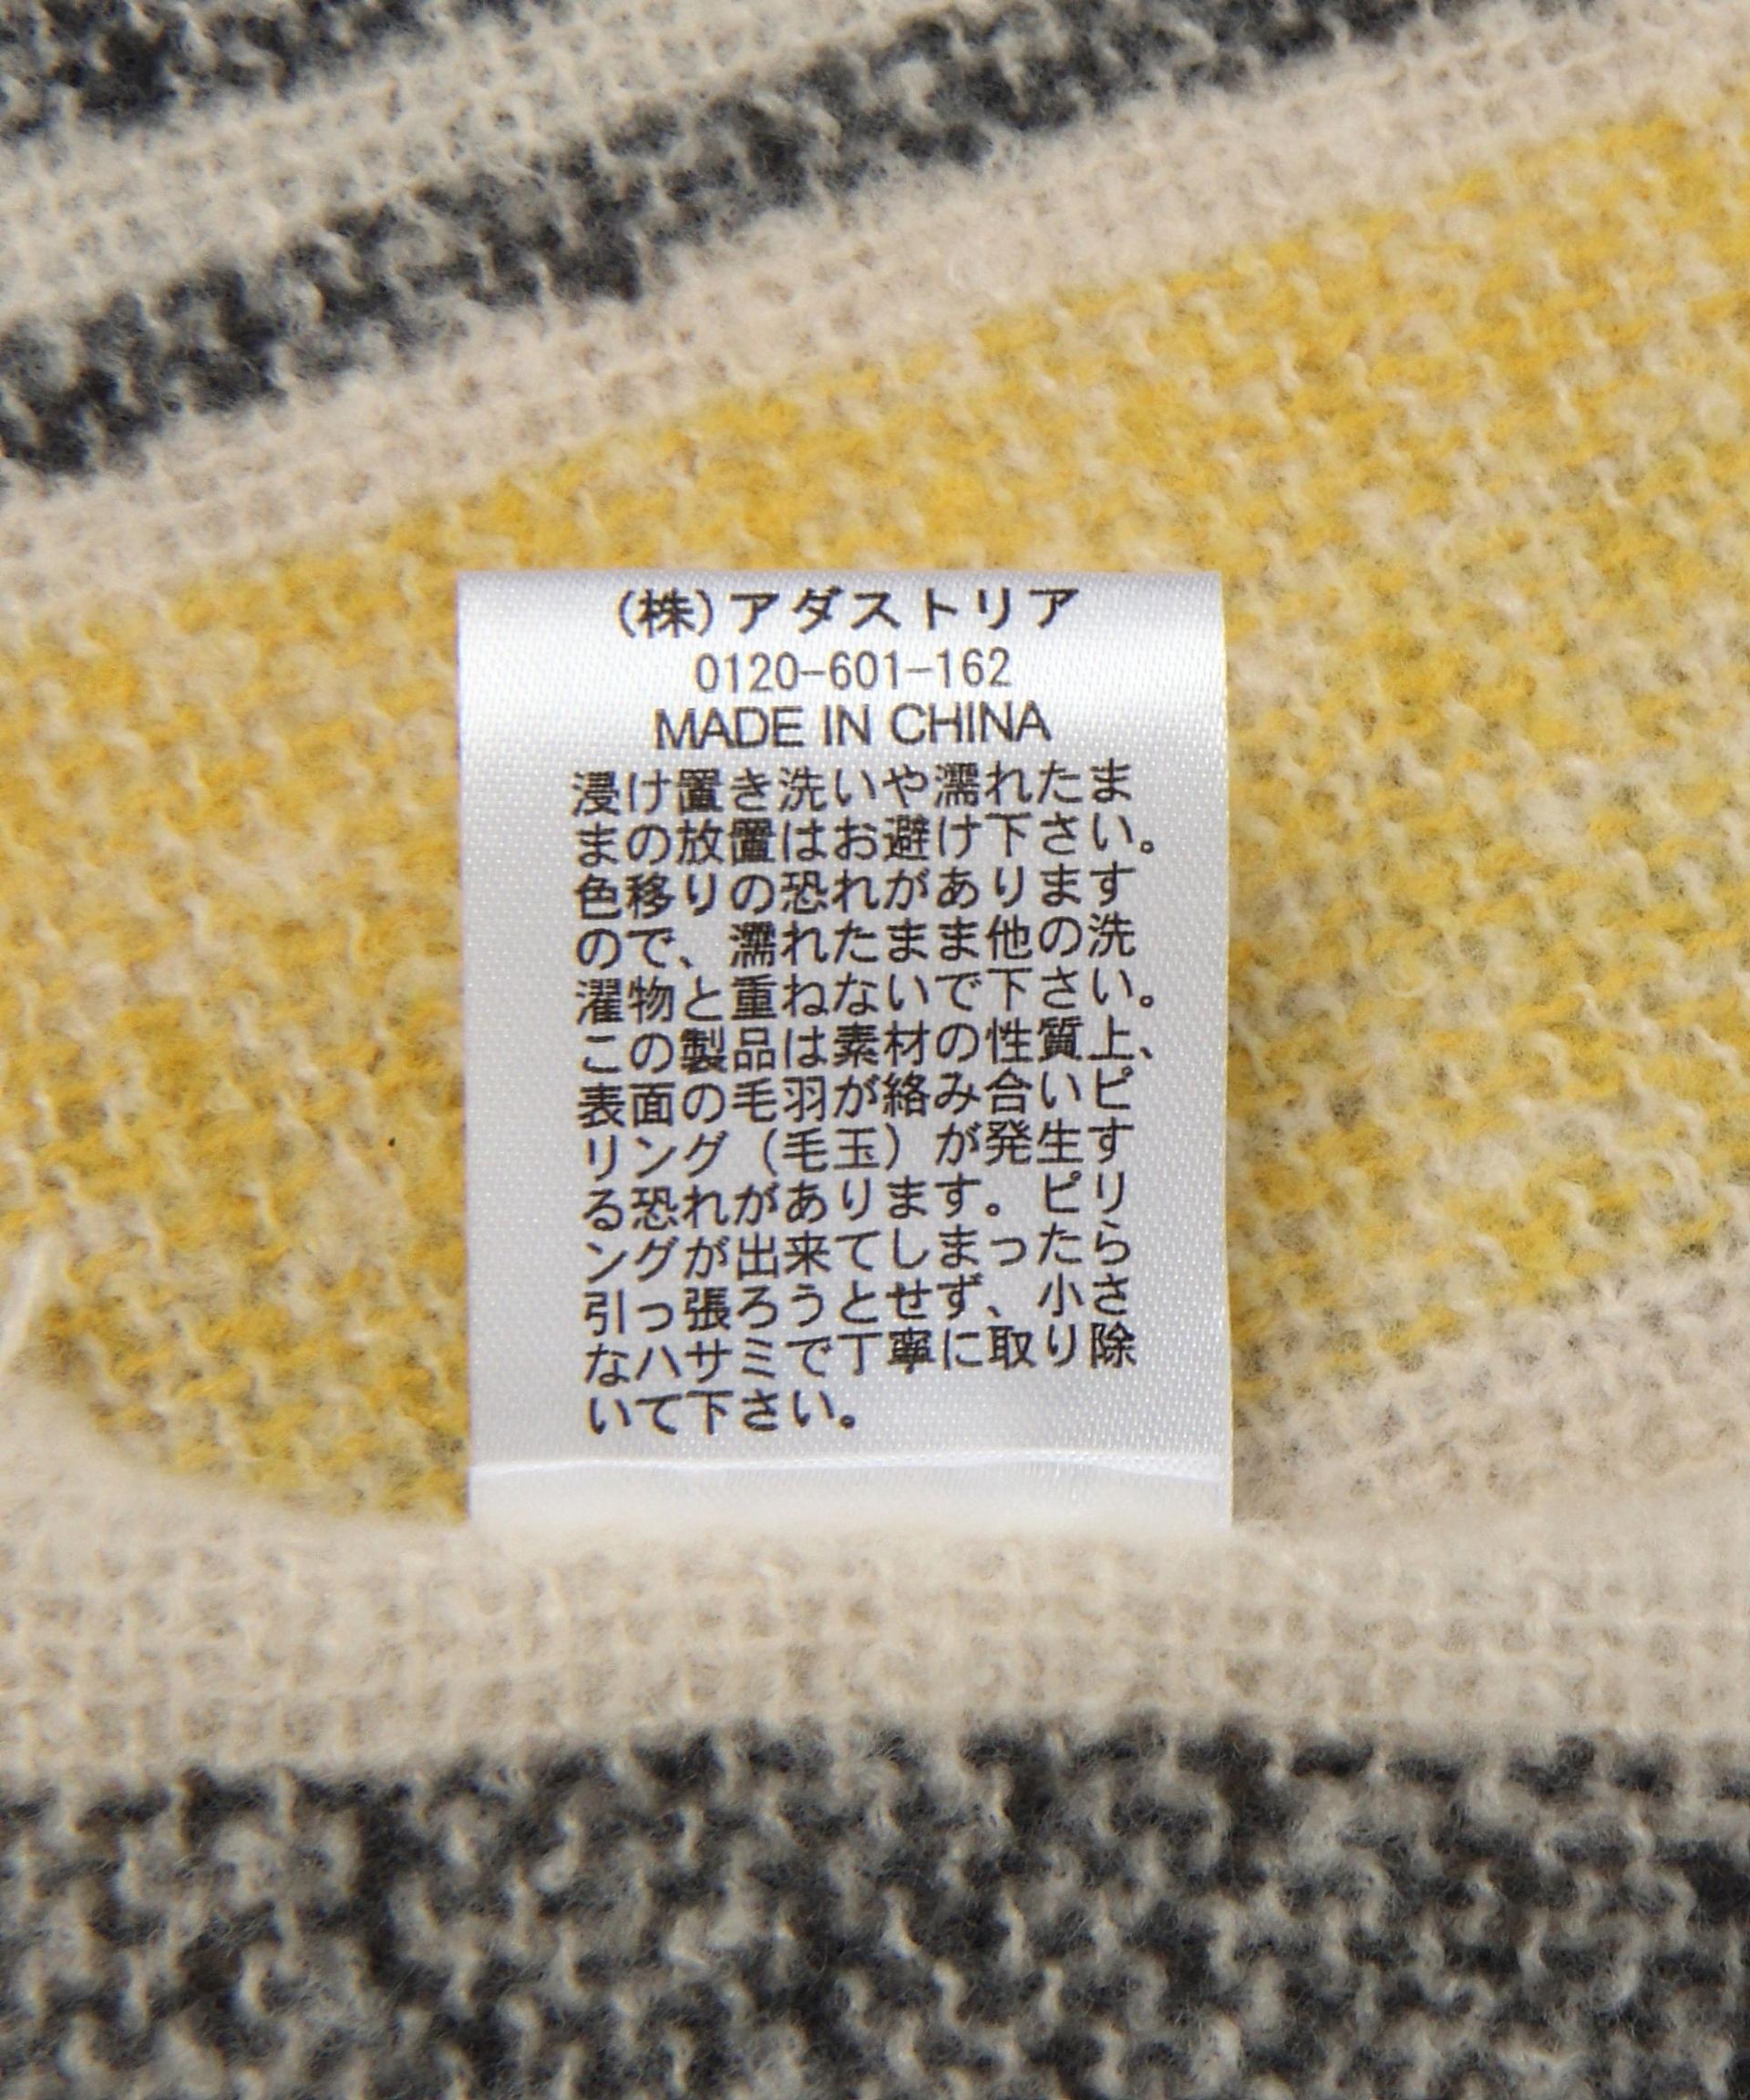 (株)アダストリア
0120-601-162
MADE IN CHINA
浸け置き洗いや濡れたま
まの放置はお避け下さい。
色移りの恐れがあります
ので、濡れたまま他の洗
濯物と重ねないで下さい。
この製品は素材の性質上、
表面の毛羽が絡み合いピ
リング（毛玉）が発生す
る恐れがあります。ピリ
ングが出来てしまったら
引っ張ろうとせず、小さ
なハサミで丁寧に取り除
いて下さい。